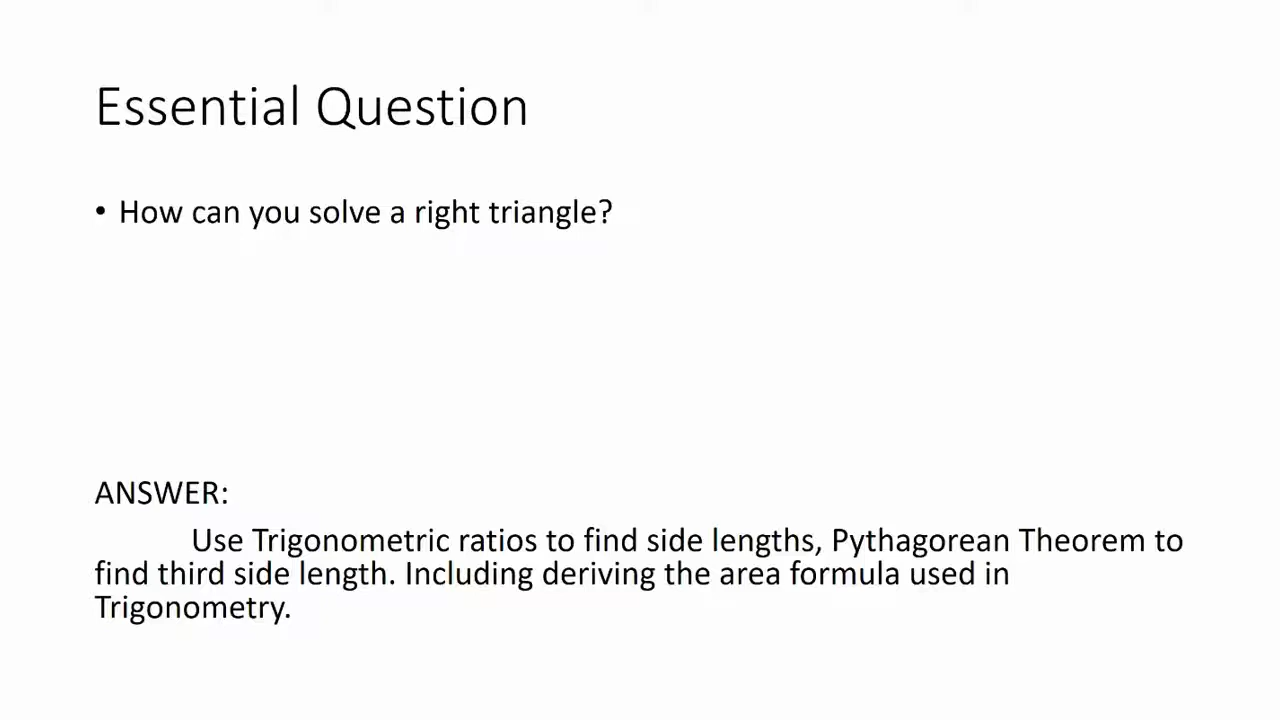 Essential Question
• How can you solve a right triangle?
ANSWER:
Use Trigonometric ratios to find side lengths, Pythagorean Theorem to
find third side length. Including deriving the area formula used in
Trigonometry.